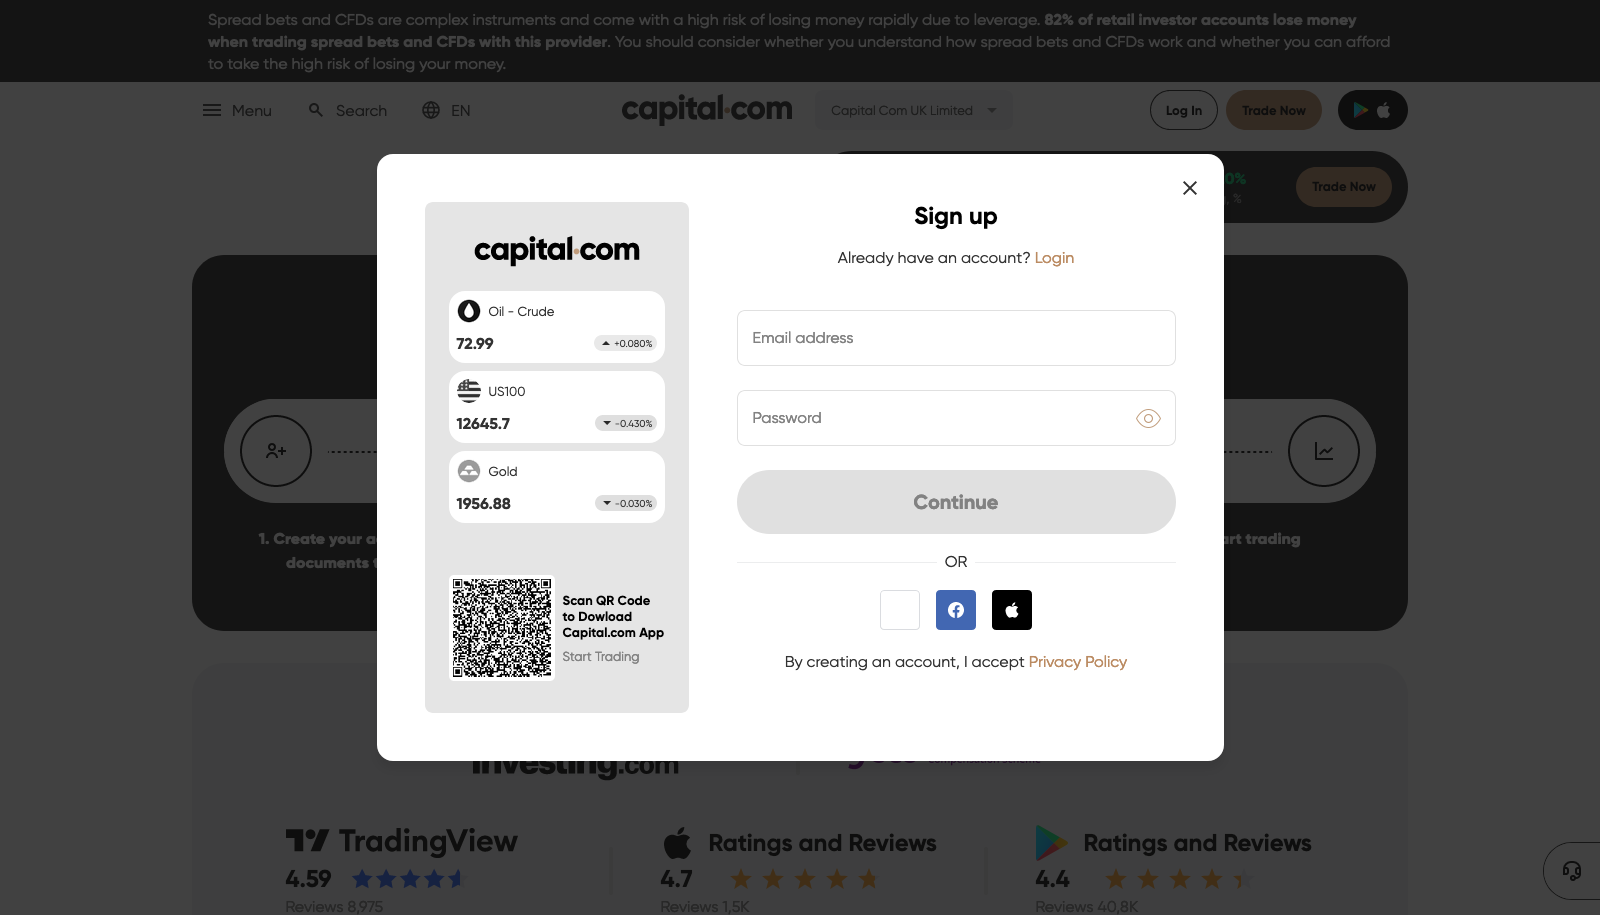 Spread bets and CFDs are complex instruments and come with a high risk of losing money rapidly due to leverage. 82% of retail investor accounts lose money
when trading spread bets and CFDs with this provider. You should consider whether you understand how spread bets and CFDs work and whether you can afford
to take the high risk of losing your money.
Menu
Search
EN
capital.com
Capital Com UK Limited
Log In
Trade Now
0%
, %
Trade Now
capital.com
Oil - Crude
72.99
+0.080%
US100
12645.7
-0.430%
Gold
1956.88
-0.030%
Scan QR Code
to Dowload
Capital.com App
Start Trading
Sign up
Already have an account? Login
Email address
Password
Continue
OR
By creating an account, I accept Privacy Policy
1. Create your a
documents t
art trading
investing.com
TradingView
4.59
Reviews 8,975
Ratings and Reviews
4.7
Reviews 1,5K
Ratings and Reviews
4.4
Reviews 40,8K